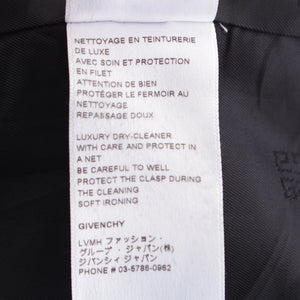 NETTOYAGE EN TEINTURERIE
DE LUXE
AVEC SOIN ET PROTECTION
EN FILET
ATTENTION DE BIEN
PROTÉGER LE FERMOIR AU
NETTOYAGE
REPASSAGE DOUX
LUXURY DRY-CLEANER
WITH CARE AND PROTECT IN
A NET
BE CAREFUL TO WELL
PROTECT THE CLASP DURING
THE CLEANING
SOFT IRONING
GIVENCHY
LVMH ファッション・
グループ・ジャパン(株)
ジバンシィ ジャパン
PHONE # 03-5786-0962